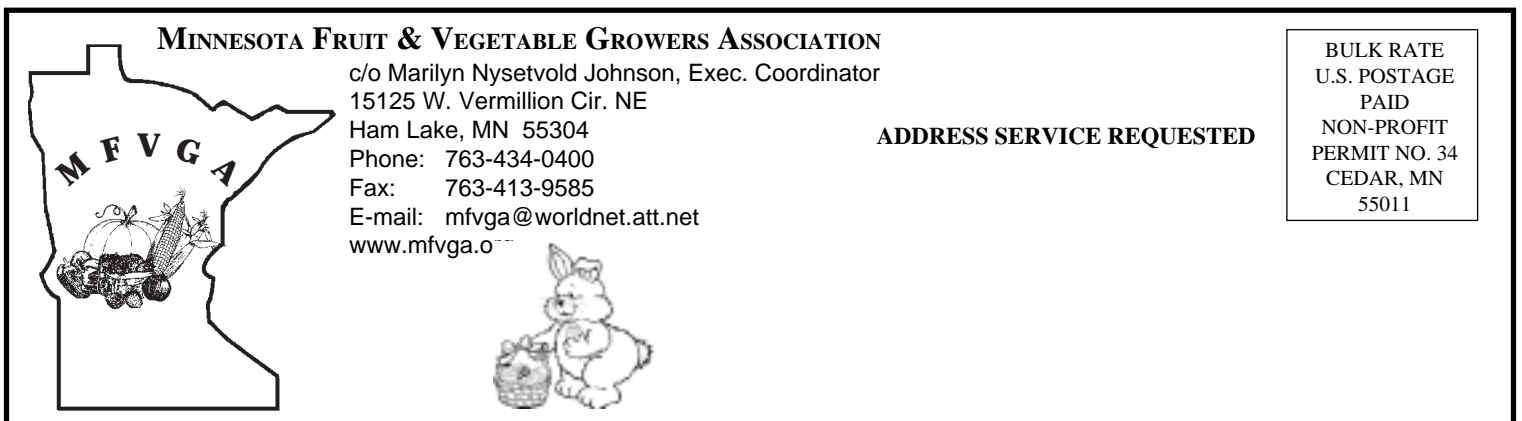 MINNESOTA FRUIT & VEGETABLE GROWERS ASSOCIATION
c/o Marilyn Nysetvold Johnson, Exec. Coordinator
15125 W. Vermillion Cir. NE
Ham Lake, MN 55304
Phone: 763-434-0400
Fax: 763-413-9585
E-mail: mfvga@worldnet.att.net
MFVGA
ADDRESS SERVICE REQUESTED
BULK RATE
U.S. POSTAGE
PAID
NON-PROFIT
PERMIT NO. 34
CEDAR, MN
55011